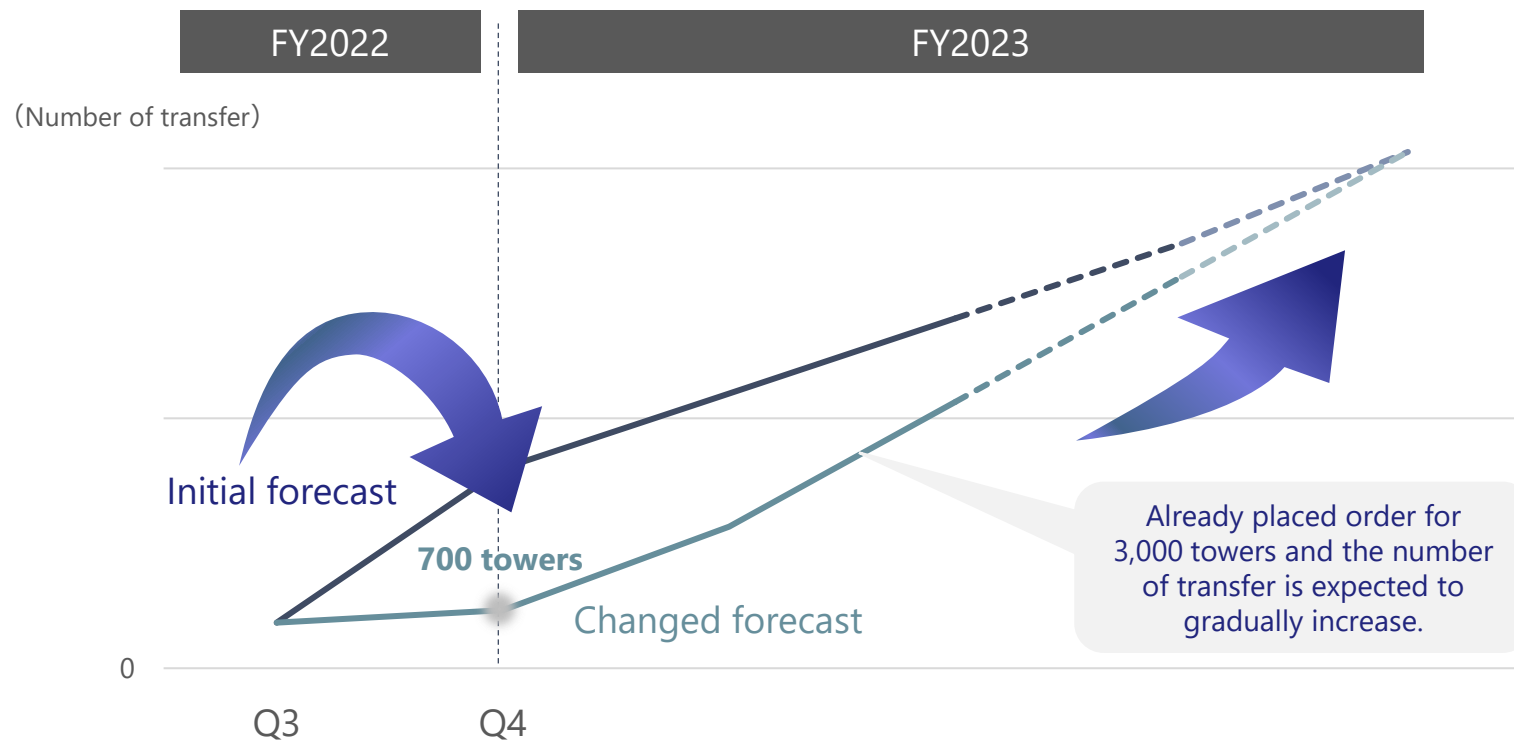 FY2022
FY2023
（Number of transfer）
Initial forecast
700 towers
Changed forecast
Already placed order for
3,000 towers and the number
of transfer is expected to
gradually increase.
0
Q3
Q4